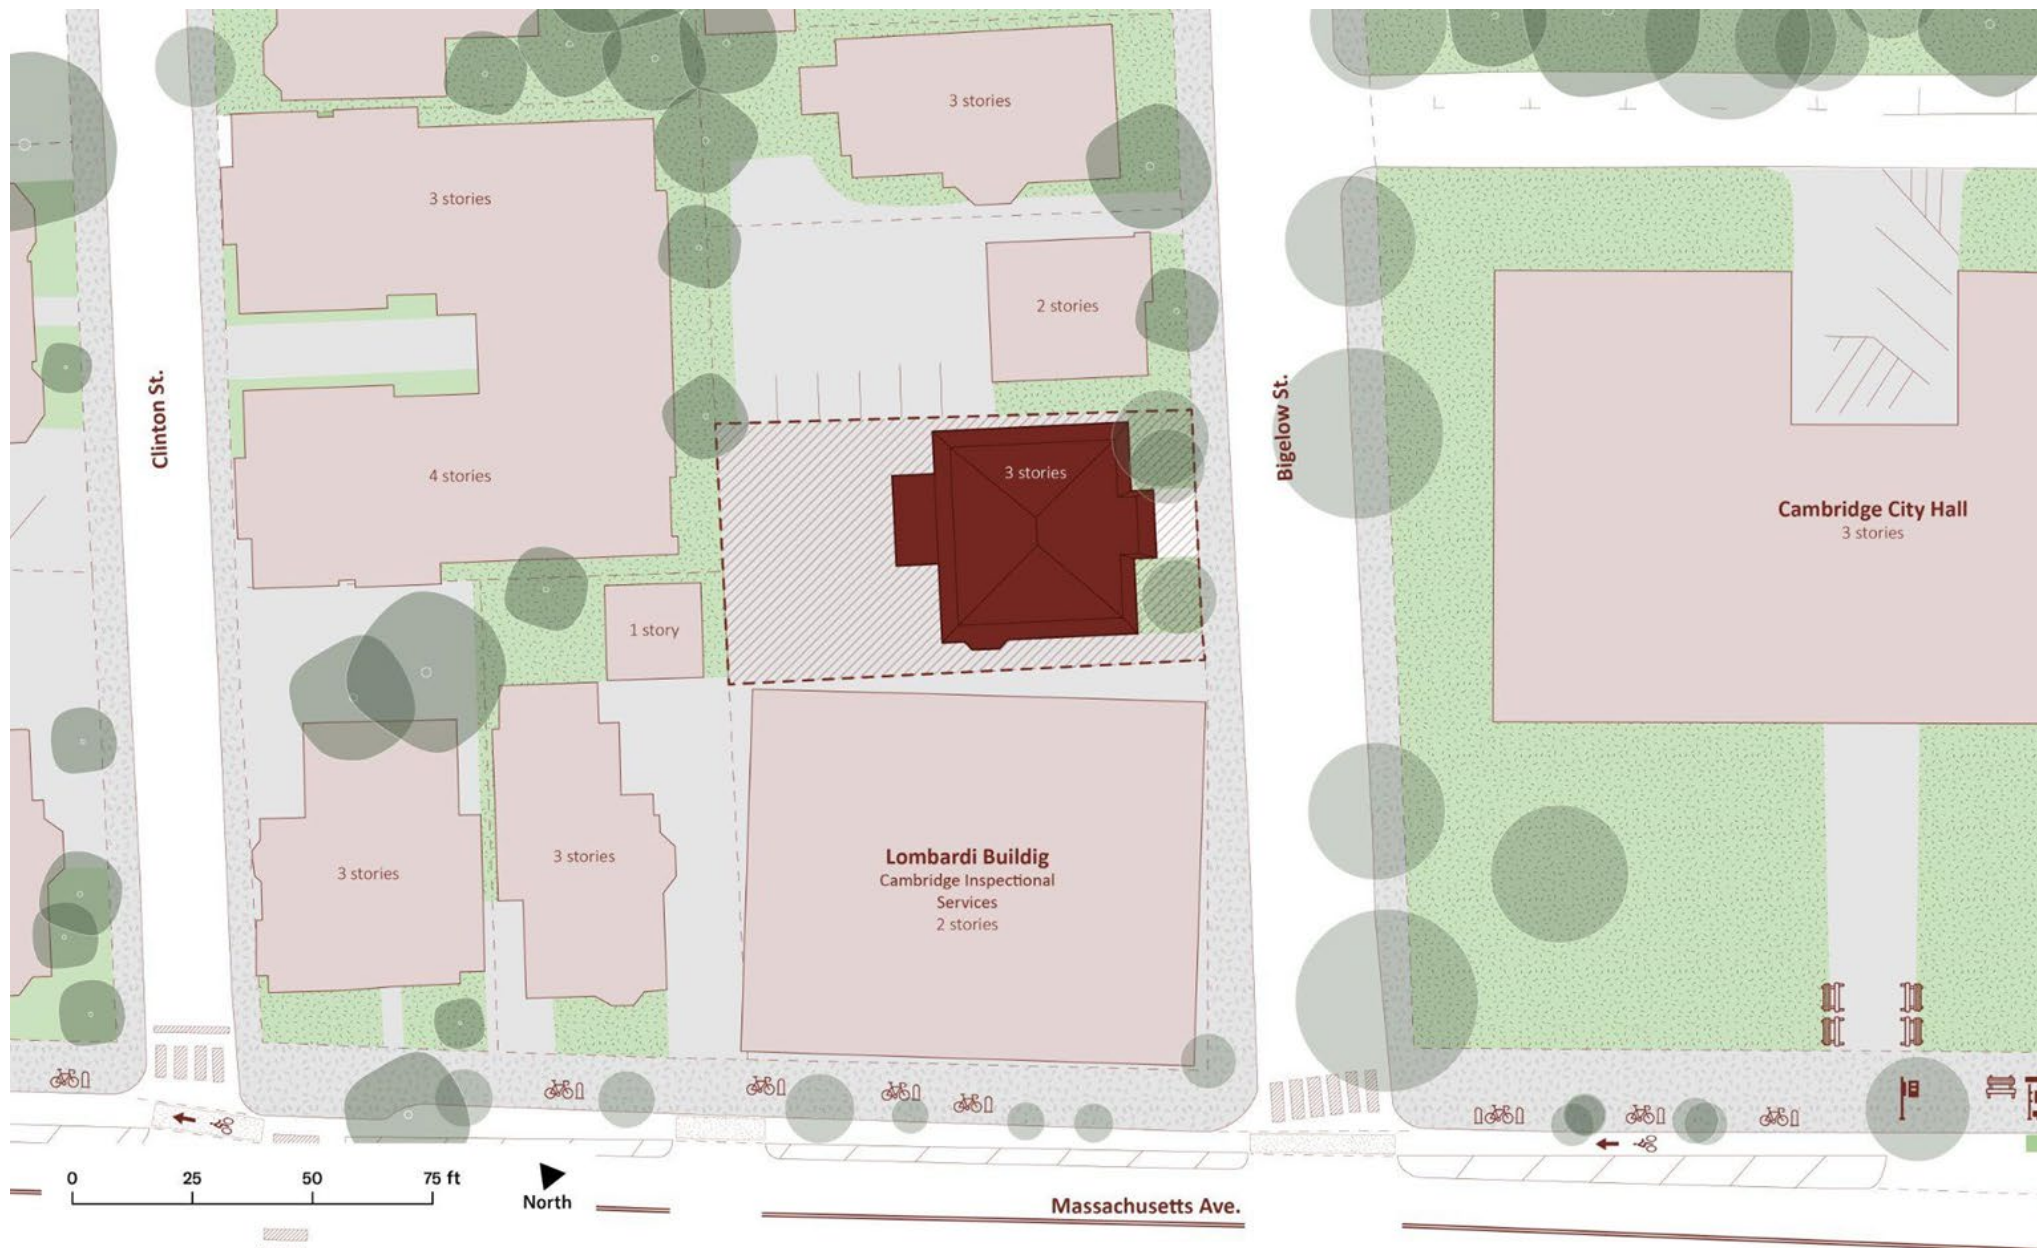 3 stories
3 stories
2 stories
Clinton St.
Bigelow St.
3 stories
4 stories
Cambridge City Hall
3 stories
1 story
3 stories
3 stories
Lombardi Buildig
Cambridge Inspectional
Services
2 stories
0 25 50 75 ft
North
Massachusetts Ave.